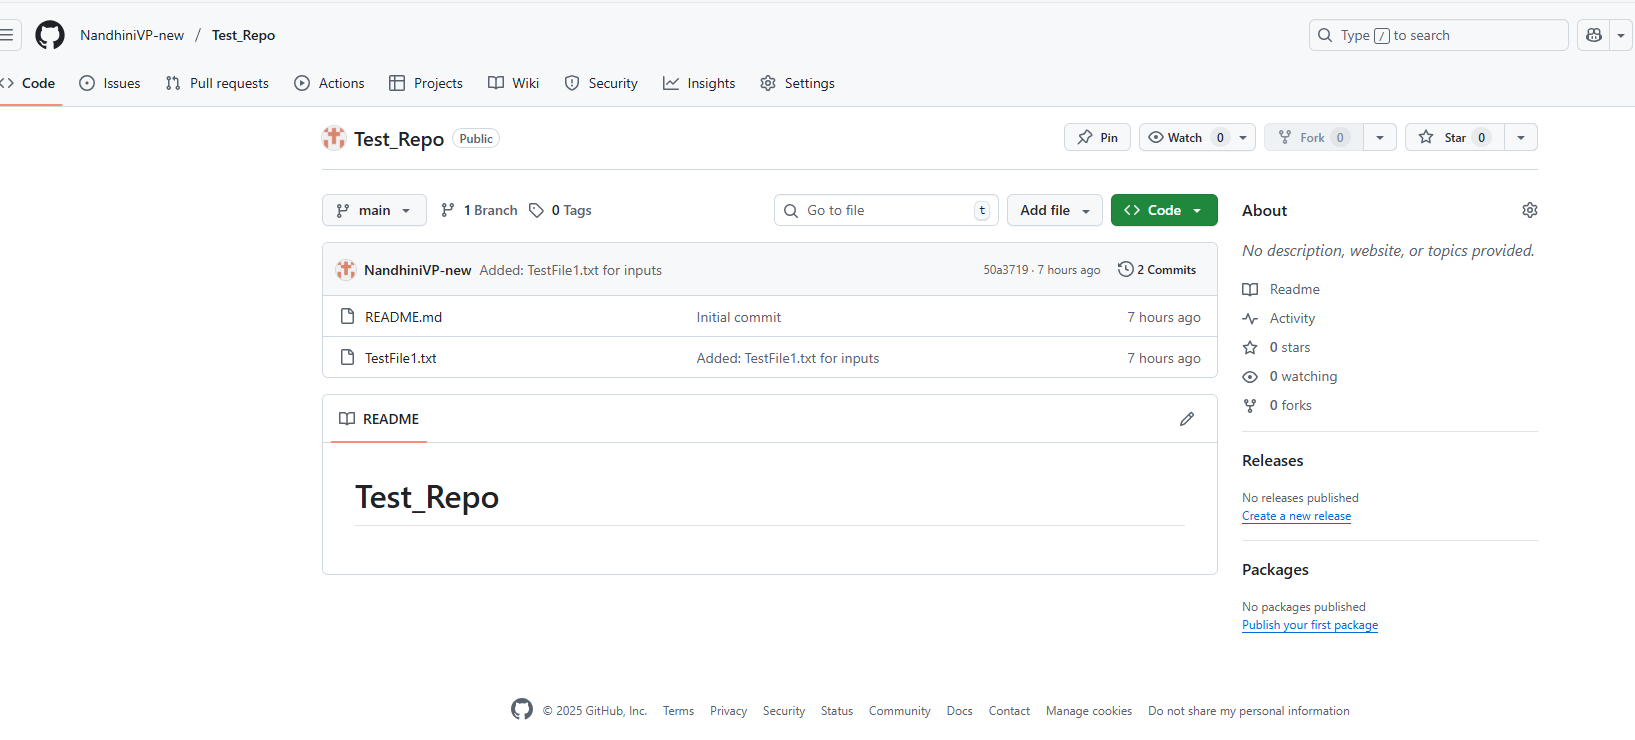 NandhiniVP-new / Test_Repo
Type / to search
Code Issues Pull requests Actions Projects Wiki Security Insights Settings
Test_Repo Public
Pin Watch 0 Fork 0 Star 0
main 1 Branch 0 Tags
Go to file t Add file Code
NandhiniVP-new Added: TestFile1.txt for inputs 50a3719 · 7 hours ago 2 Commits
README.md Initial commit 7 hours ago
TestFile1.txt Added: TestFile1.txt for inputs 7 hours ago
README
Test_Repo
About
No description, website, or topics provided.
Readme
Activity
0 stars
0 watching
0 forks
Releases
No releases published
Create a new release
Packages
No packages published
Publish your first package
© 2025 GitHub, Inc. Terms Privacy Security Status Community Docs Contact Manage cookies Do not share my personal information